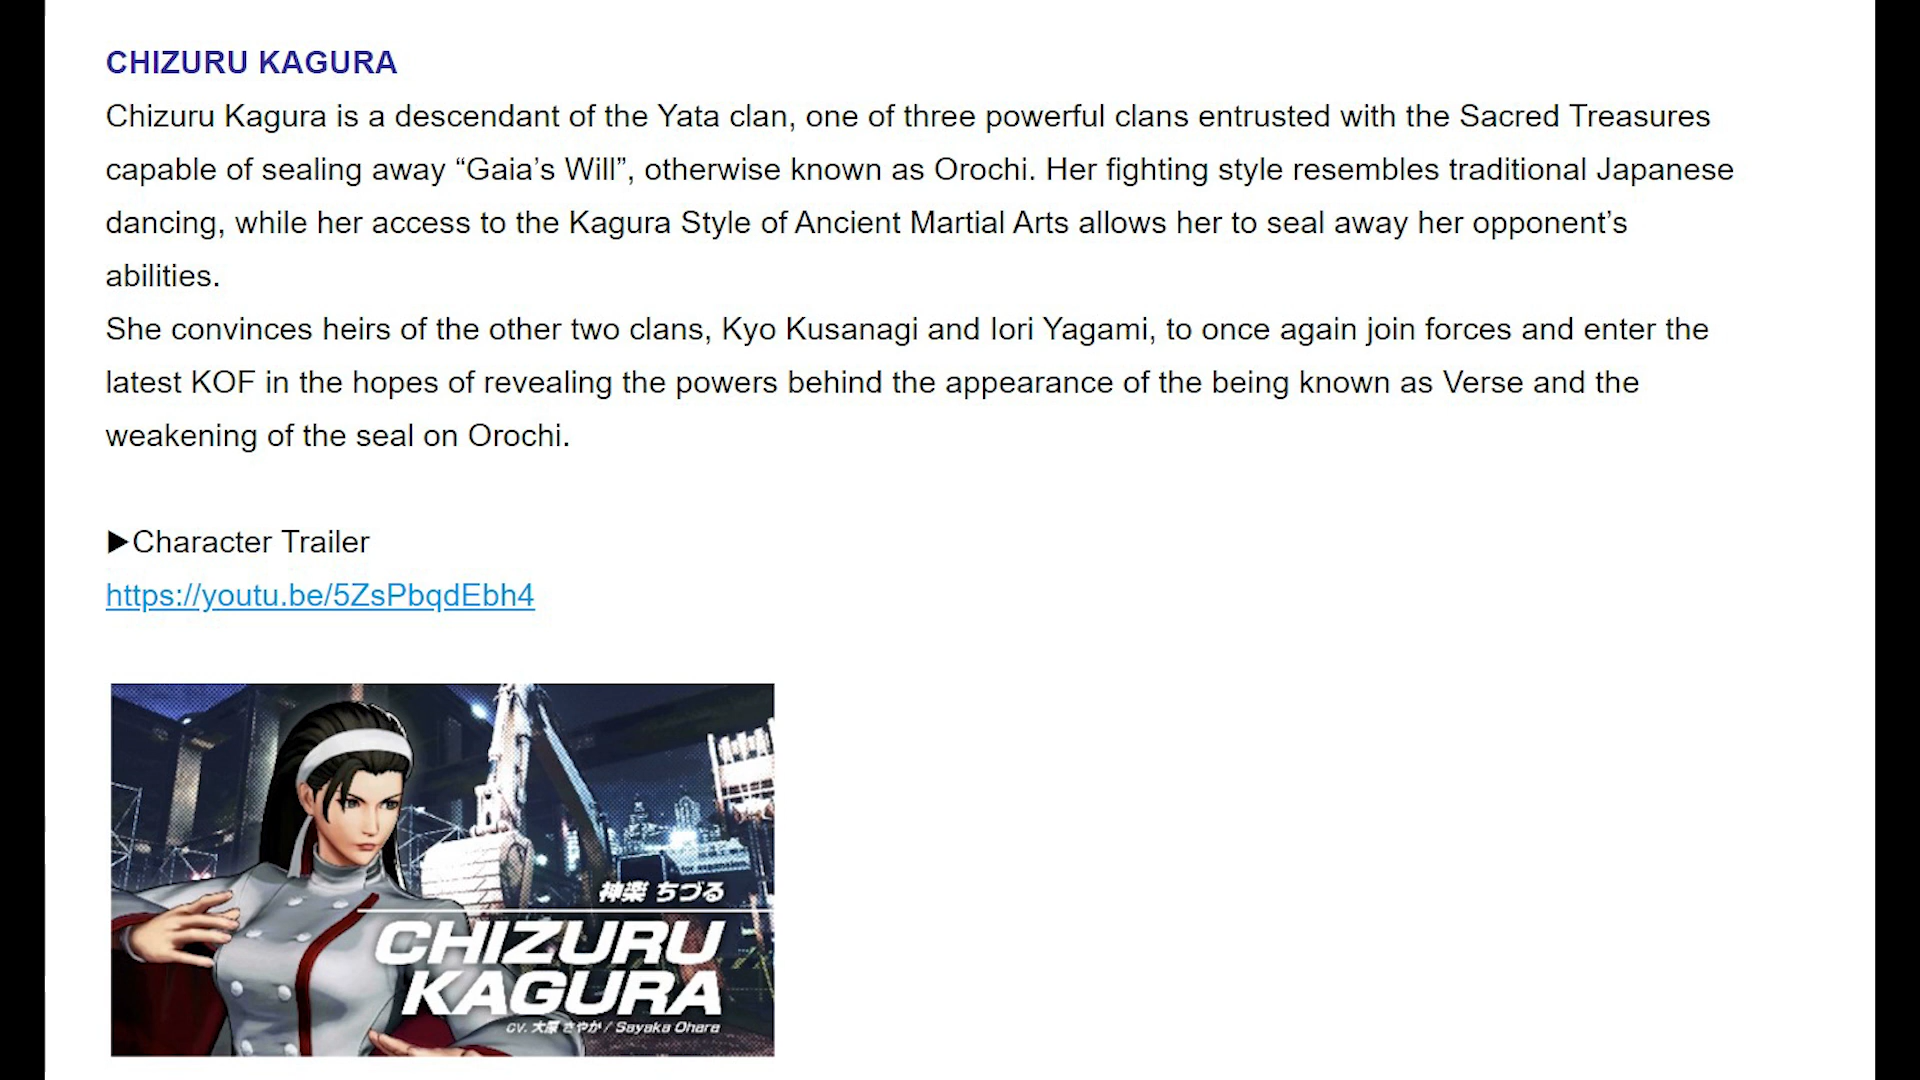 CHIZURU KAGURA
Chizuru Kagura is a descendant of the Yata clan, one of three powerful clans entrusted with the Sacred Treasures
capable of sealing away “Gaia’s Will”, otherwise known as Orochi. Her fighting style resembles traditional Japanese
dancing, while her access to the Kagura Style of Ancient Martial Arts allows her to seal away her opponent’s
abilities.
She convinces heirs of the other two clans, Kyo Kusanagi and Iori Yagami, to once again join forces and enter the
latest KOF in the hopes of revealing the powers behind the appearance of the being known as Verse and the
weakening of the seal on Orochi.
▶Character Trailer
https://youtu.be/5ZsPbqdEbh4
for expansion
神楽 ちづる
CHIZURU
KAGURA
CV. 大原 さやか / Sayaka Ohara